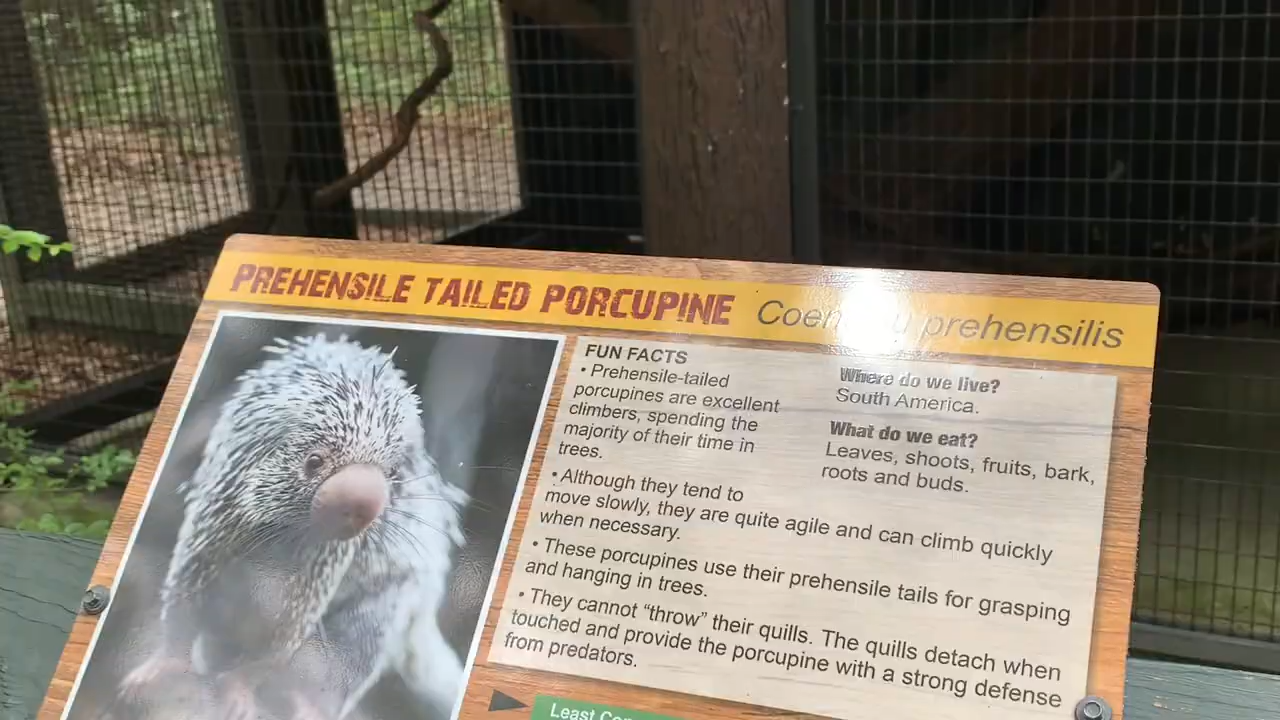 PREHENSILE TAILED PORCUPINE
prehensilis
FUN FACTS
• Prehensile-tailed
porcupines are excellent
climbers, spending the
majority of their time in
trees.
• Although they tend to
move slowly, they are quite agile and can climb quickly
when necessary.
• These porcupines use their prehensile tails for grasping
and hanging in trees.
• They cannot “throw” their quills. The quills detach when
touched and provide the porcupine with a strong defense
from predators.
Where do we live?
South America.
What do we eat?
Leaves, shoots, fruits, bark,
roots and buds.
Least